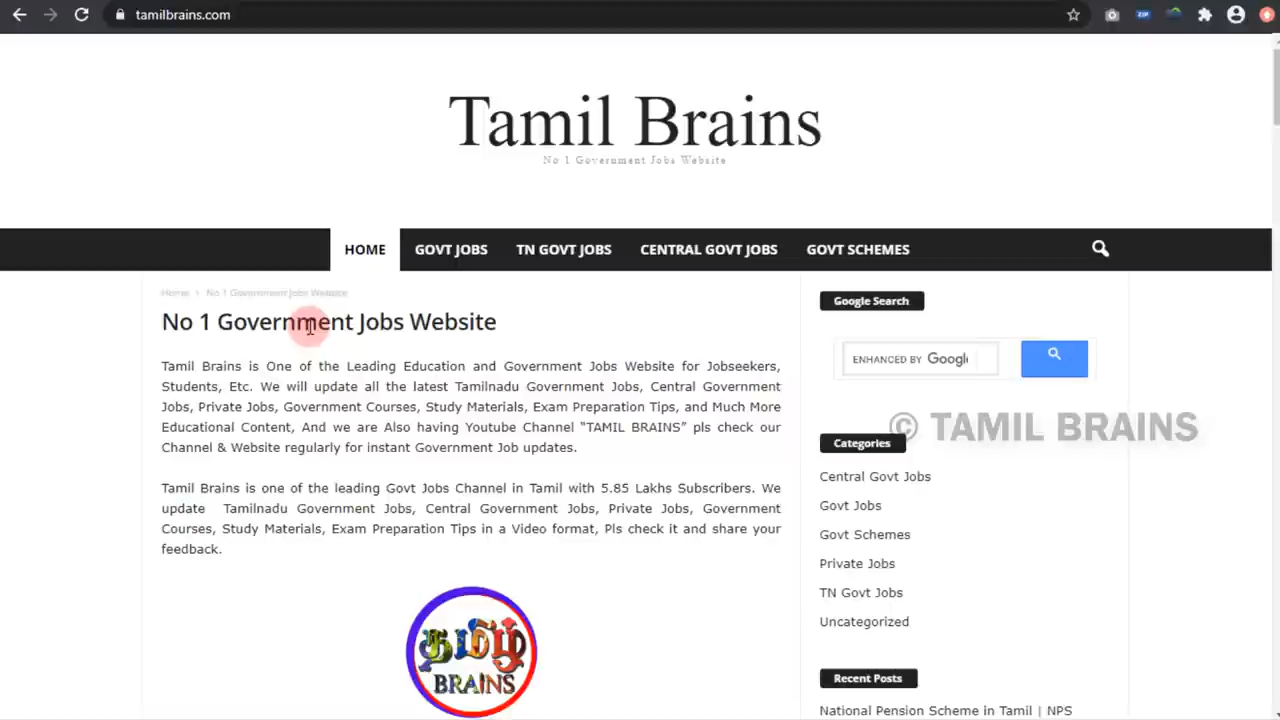 tamilbrains.com
Tamil Brains
No 1 Government Jobs Website
HOME GOVT JOBS TN GOVT JOBS CENTRAL GOVT JOBS GOVT SCHEMES
Home › No 1 Government Jobs Website
No 1 Government Jobs Website
Tamil Brains is One of the Leading Education and Government Jobs Website for Jobseekers,
Students, Etc. We will update all the latest Tamilnadu Government Jobs, Central Government
Jobs, Private Jobs, Government Courses, Study Materials, Exam Preparation Tips, and Much More
Educational Content, And we are Also having Youtube Channel “TAMIL BRAINS” pls check our
Channel & Website regularly for instant Government Job updates.
Tamil Brains is one of the leading Govt Jobs Channel in Tamil with 5.85 Lakhs Subscribers. We
update Tamilnadu Government Jobs, Central Government Jobs, Private Jobs, Government
Courses, Study Materials, Exam Preparation Tips in a Video format, Pls check it and share your
feedback.
தமிழ்
BRAINS
Google Search
ENHANCED BY Google
© TAMIL BRAINS
Categories
Central Govt Jobs
Govt Jobs
Govt Schemes
Private Jobs
TN Govt Jobs
Uncategorized
Recent Posts
National Pension Scheme in Tamil | NPS
ZIP